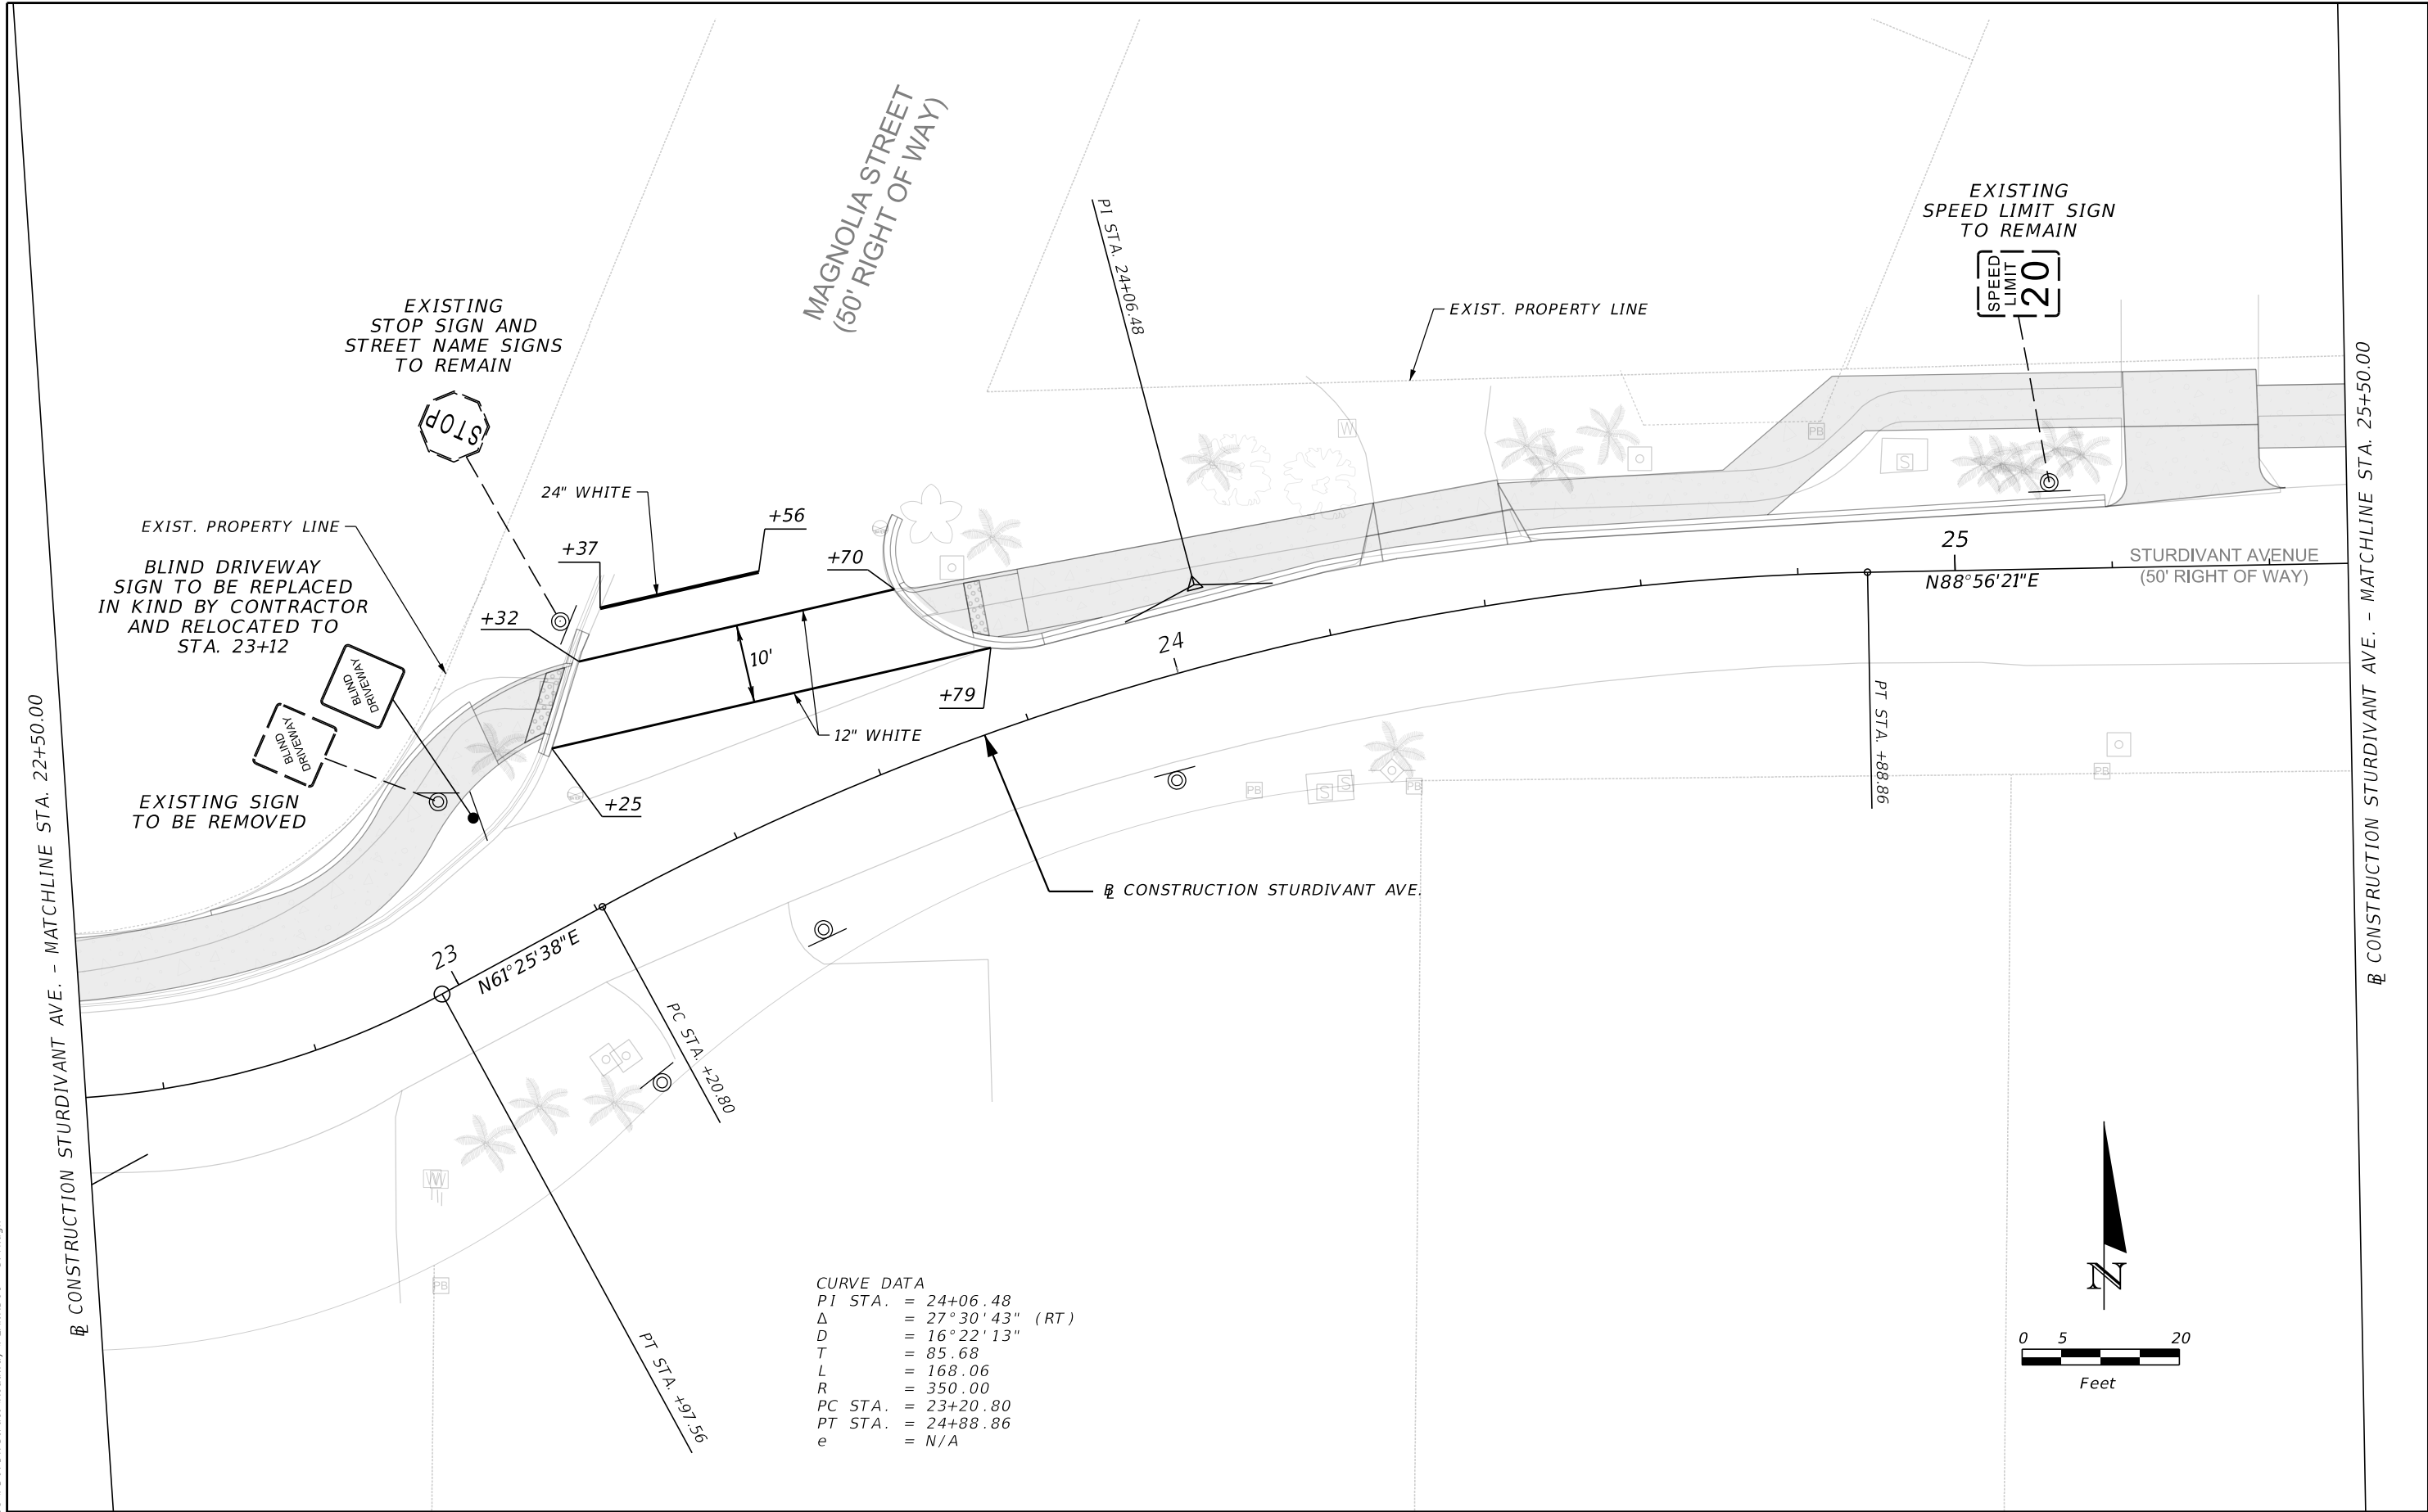 MAGNOLIA STREET
(50' RIGHT OF WAY)
PI STA. 24+06.48
EXISTING
SPEED LIMIT SIGN
TO REMAIN
SPEED
LIMIT
20
EXIST. PROPERTY LINE
EXISTING
STOP SIGN AND
STREET NAME SIGNS
TO REMAIN
STOP
24" WHITE
+56
+37
+70
+32
EXIST. PROPERTY LINE
BLIND DRIVEWAY
SIGN TO BE REPLACED
IN KIND BY CONTRACTOR
AND RELOCATED TO
STA. 23+12
BLIND
DRIVEWAY
BLIND
DRIVEWAY
EXISTING SIGN
TO BE REMOVED
10'
+79
12" WHITE
+25
W
PB
S
24
25
N88°56'21"E
STURDIVANT AVENUE
(50' RIGHT OF WAY)
PT STA. +88.86
PB
S
S
PB
PB
℄ CONSTRUCTION STURDIVANT AVE.
23
N61°25'38"E
PC STA. +20.80
PT STA. +97.56
W
W
PB
℄ CONSTRUCTION STURDIVANT AVE. - MATCHLINE STA. 22+50.00
℄ CONSTRUCTION STURDIVANT AVE. - MATCHLINE STA. 25+50.00
CURVE DATA
PI STA. = 24+06.48
Δ = 27°30'43" (RT)
D = 16°22'13"
T = 85.68
L = 168.06
R = 350.00
PC STA. = 23+20.80
PT STA. = 24+88.86
e = N/A
N
0 5 20
Feet